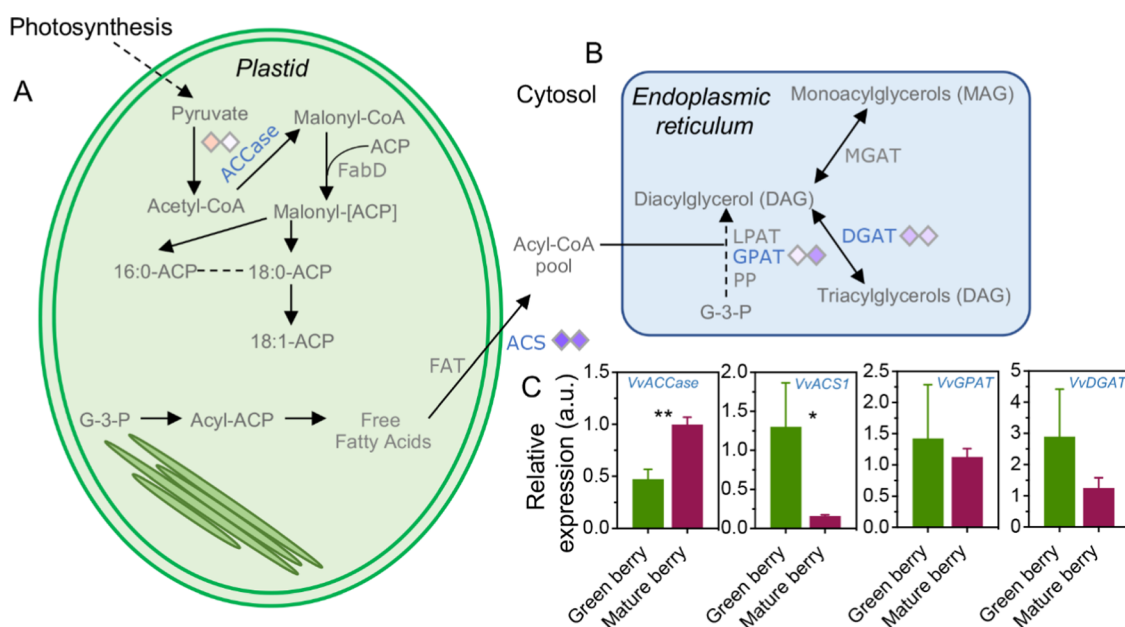 Photosynthesis
A
Plastid
Pyruvate
ACCase
Malonyl-CoA
ACP
FabD
Acetyl-CoA
Malonyl-[ACP]
16:0-ACP
18:0-ACP
18:1-ACP
G-3-P
Acyl-ACP
Free
Fatty Acids
FAT
ACS
Cytosol
Acyl-CoA
pool
B
Endoplasmic
reticulum
Monoacylglycerols (MAG)
MGAT
Diacylglycerol (DAG)
LPAT
GPAT
PP
G-3-P
DGAT
Triacylglycerols (DAG)
C
Relative
expression (a.u.)
VvACCase
1.5
1.0
0.5
0.0
**
Green berry
Mature berry
VvACS1
2.0
1.5
1.0
0.5
0.0
*
Green berry
Mature berry
VvGPAT
2.5
2.0
1.5
1.0
0.5
0.0
Green berry
Mature berry
VvDGAT
5
4
3
2
1
0
Green berry
Mature berry